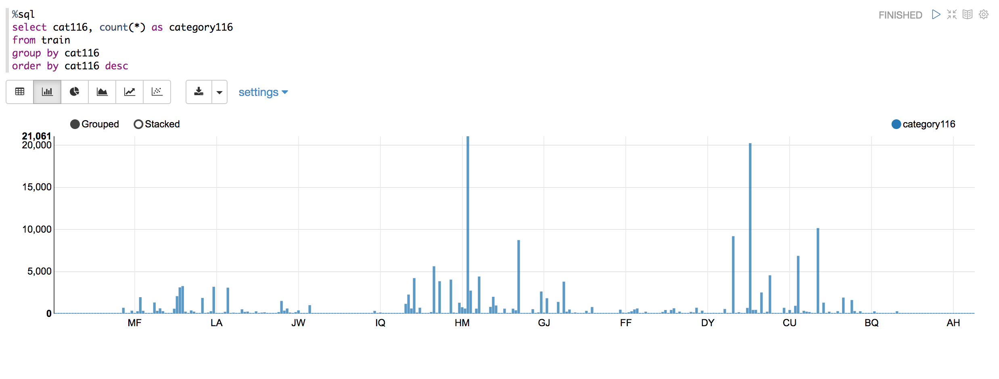 %sql
select cat116, count(*) as category116
from train
group by cat116
order by cat116 desc
FINISHED
settings
Grouped Stacked
category116
21,061
20,000
15,000
10,000
5,000
0
MF LA JW IQ HM GJ FF DY CU BQ AH